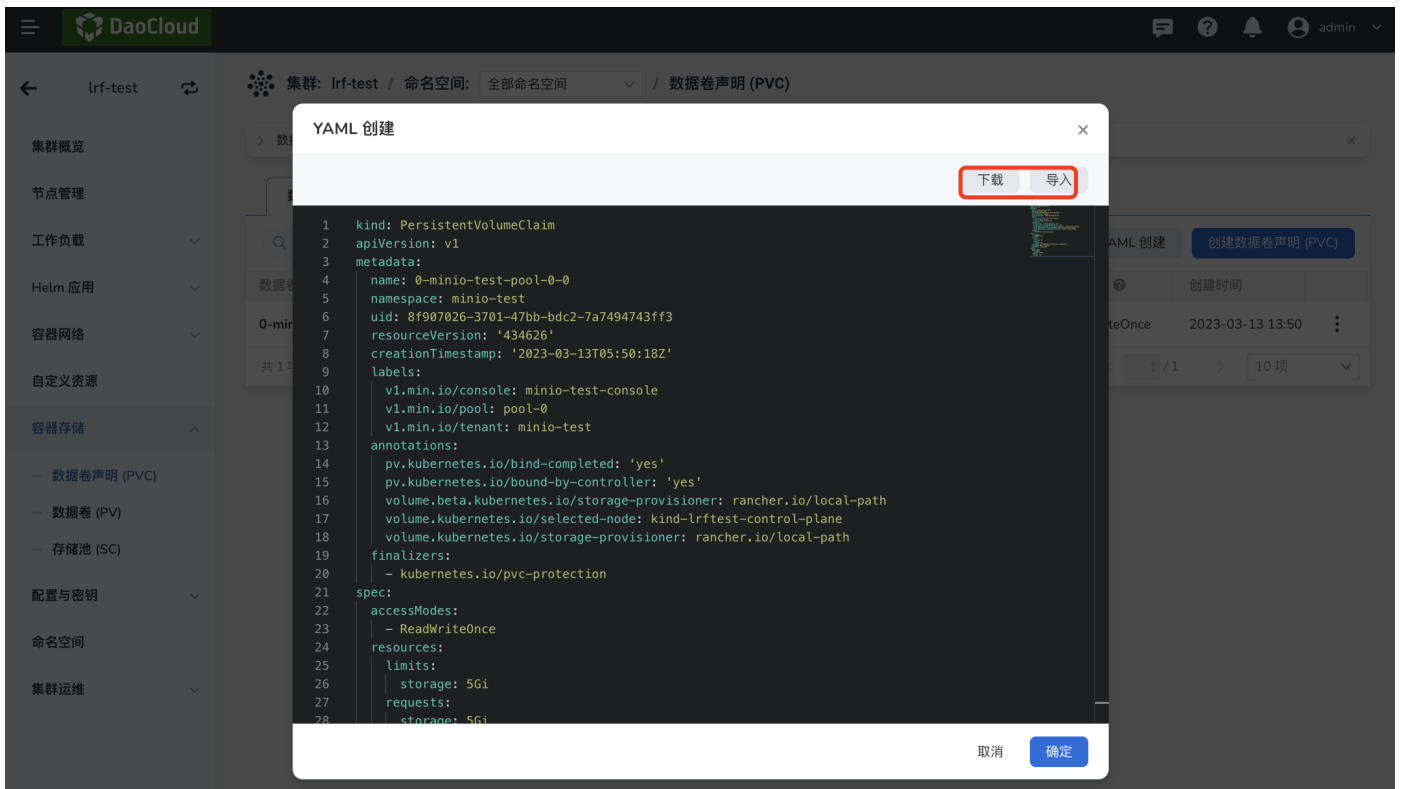 DaoCloud
admin
lrf-test
集群: lrf-test / 命名空间: 全部命名空间 / 数据卷声明 (PVC)
集群概览
节点管理
工作负载
Helm 应用
容器网络
自定义资源
容器存储
数据卷声明 (PVC)
数据卷 (PV)
存储池 (SC)
配置与密钥
命名空间
集群运维
YAML 创建
下载 导入
1 kind: PersistentVolumeClaim
2 apiVersion: v1
3 metadata:
4 name: 0-minio-test-pool-0-0
5 namespace: minio-test
6 uid: 8f907026-3701-47bb-bdc2-7a7494743ff3
7 resourceVersion: '434626'
8 creationTimestamp: '2023-03-13T05:50:18Z'
9 labels:
10 v1.min.io/console: minio-test-console
11 v1.min.io/pool: pool-0
12 v1.min.io/tenant: minio-test
13 annotations:
14 pv.kubernetes.io/bind-completed: 'yes'
15 pv.kubernetes.io/bound-by-controller: 'yes'
16 volume.beta.kubernetes.io/storage-provisioner: rancher.io/local-path
17 volume.kubernetes.io/selected-node: kind-lrftest-control-plane
18 volume.kubernetes.io/storage-provisioner: rancher.io/local-path
19 finalizers:
20 - kubernetes.io/pvc-protection
21 spec:
22 accessModes:
23 - ReadWriteOnce
24 resources:
25 limits:
26 storage: 5Gi
27 requests:
28 storage: 5Gi
取消 确定
AML 创建 创建数据卷声明 (PVC)
数据卷 创建时间
0-min teOnce 2023-03-13 13:50
共 1 项 1 / 1 10 项